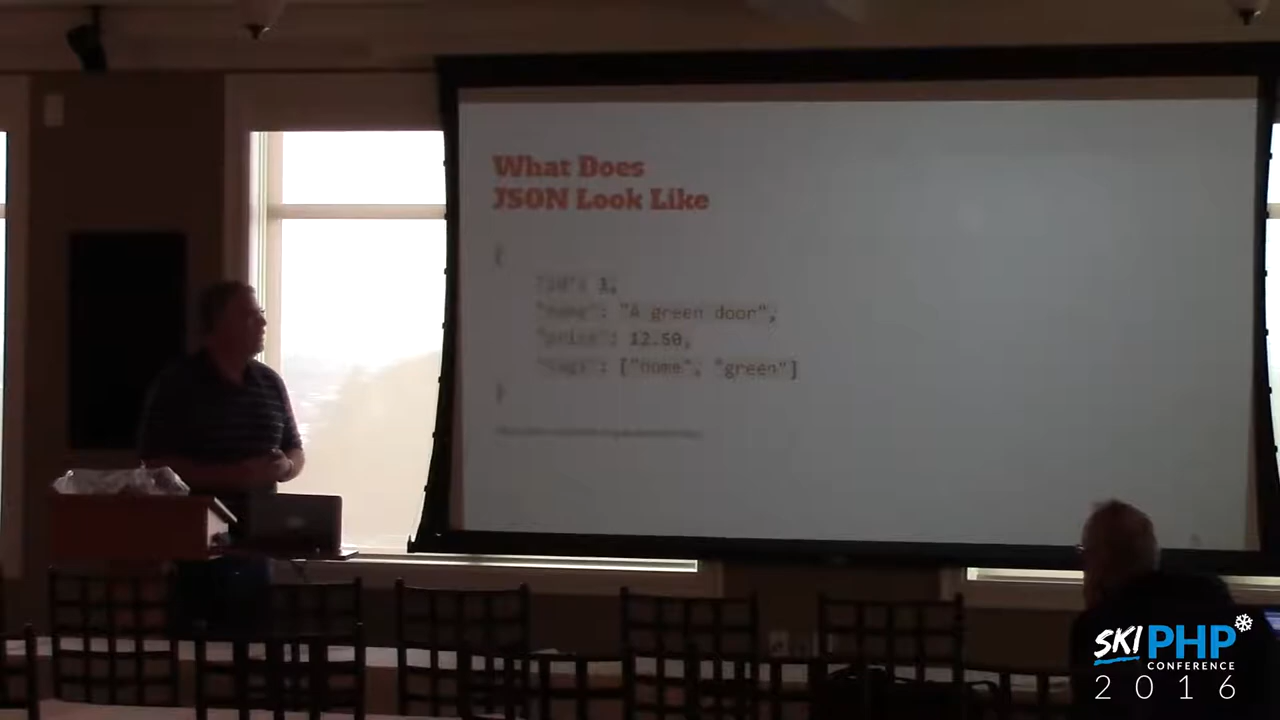 What Does
JSON Look Like
{
"id": 1,
"name": "A green door",
"price": 12.50,
"tags": ["home", "green"]
}
SKI PHP
CONFERENCE
2016